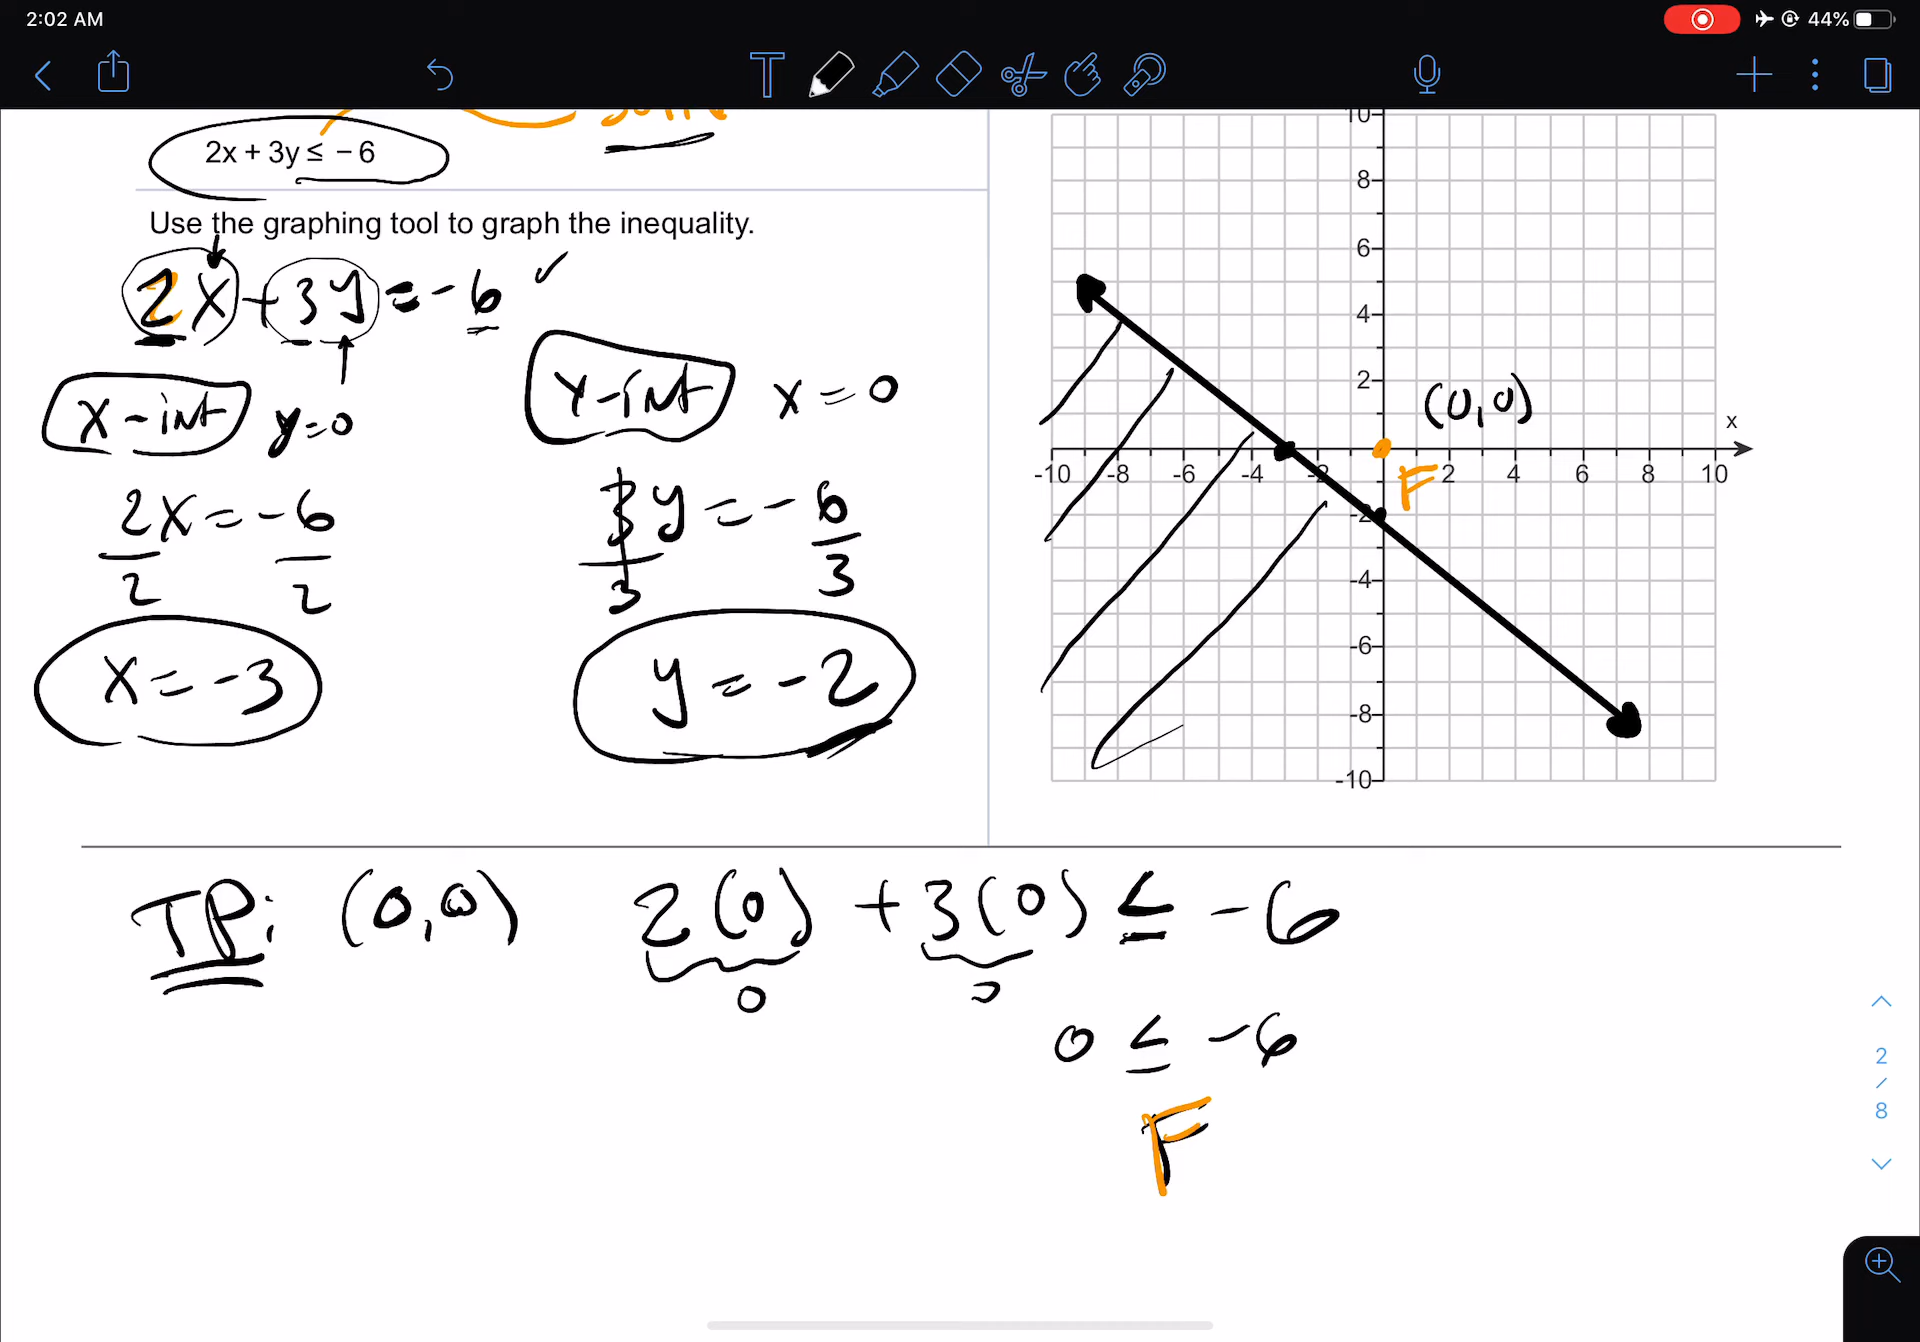 2:02 AM
44%
2x + 3y ≤ − 6
Use the graphing tool to graph the inequality.
2x + 3y = -6 ✓
x-int y=0
2x = -6
2 2
x = -3
Y-int x = 0
3y = -6
3 3
y = -2
10
8
6
4
2
(0,0)
x
-10 -8 -6 -4 -2 2 4 6 8 10
F
-2
-4
-6
-8
-10
TP: (0,0) 2(0) + 3(0) ≤ -6
0 0
0 ≤ -6
F
2
/
8